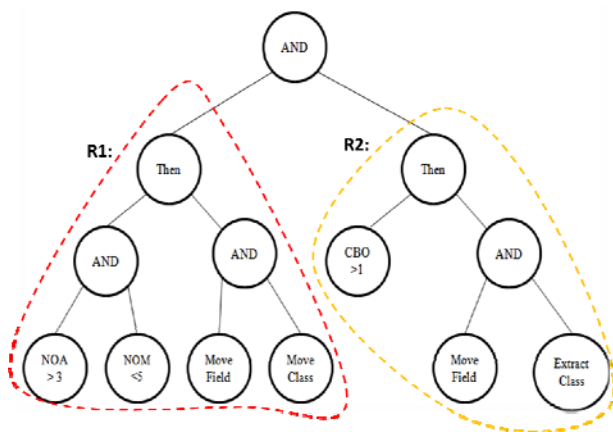 AND
R1:
R2:
Then
Then
AND
AND
CBO
>1
AND
NOA
> 3
NOM
<5
Move
Field
Move
Class
Move
Field
Extract
Class